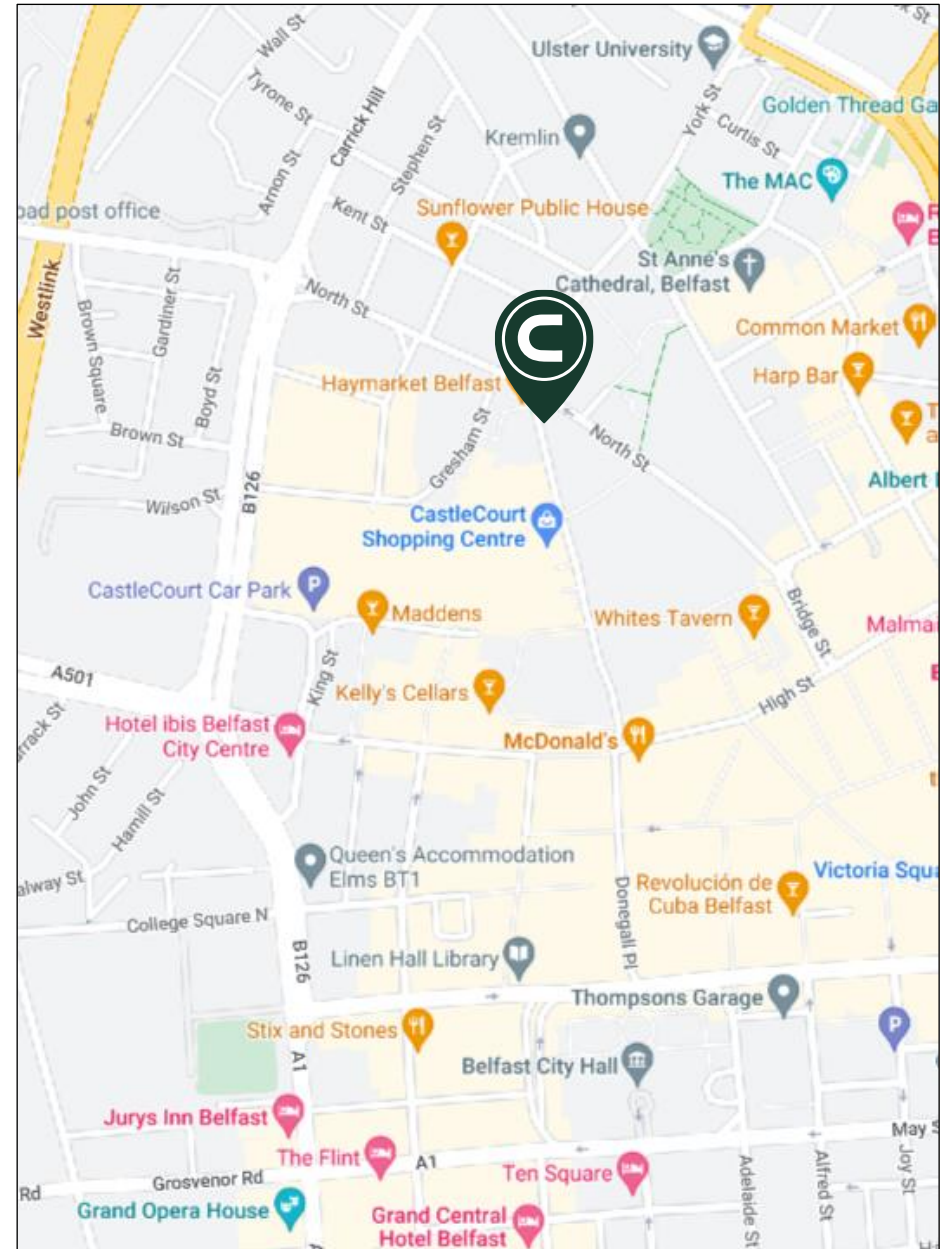 Wall St
Ulster University
Tyrone St
Carrick Hill
York St
Golden Thread Ga
Kremlin
Curtis St
Stephen St
Arnon St
The MAC
oad post office
Kent St
Sunflower Public House
St Anne's
Cathedral, Belfast
Westlink
Gardiner St
North St
C
Brown Square
Common Market
Haymarket Belfast
Harp Bar
Boyd St
Brown St
Gresham St
North St
B126
Wilson St
Albert
CastleCourt
Shopping Centre
CastleCourt Car Park
P
Maddens
Whites Tavern
Bridge St
Malmai
A501
King St
Kelly's Cellars
High St
Hotel ibis Belfast
City Centre
McDonald's
John St
Hamill St
Queen's Accommodation
Elms BT1
alway St
Donegall Pl
Revolución de
Cuba Belfast
Victoria Squa
College Square N
B126
Linen Hall Library
Thompsons Garage
P
Stix and Stones
A1
Belfast City Hall
Jurys Inn Belfast
May S
The Flint
A1
Ten Square
Adelaide St
Alfred St
Joy St
Rd
Grosvenor Rd
Grand Opera House
Grand Central
Hotel Belfast